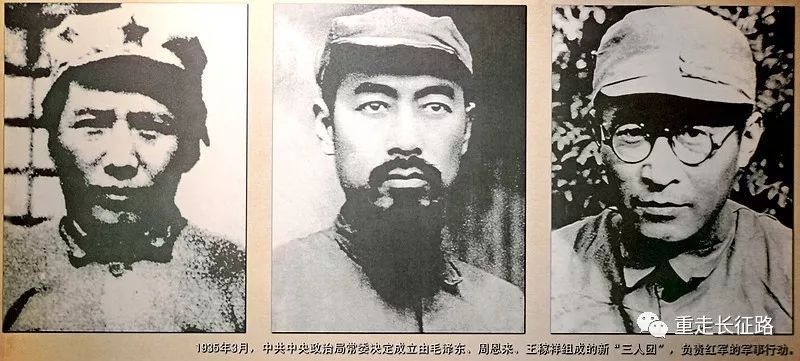 重走长征路
1935年3月，中共中央政治局常委决定成立由毛泽东、周恩来、王稼祥组成的新“三人团”，负责红军的军事行动。